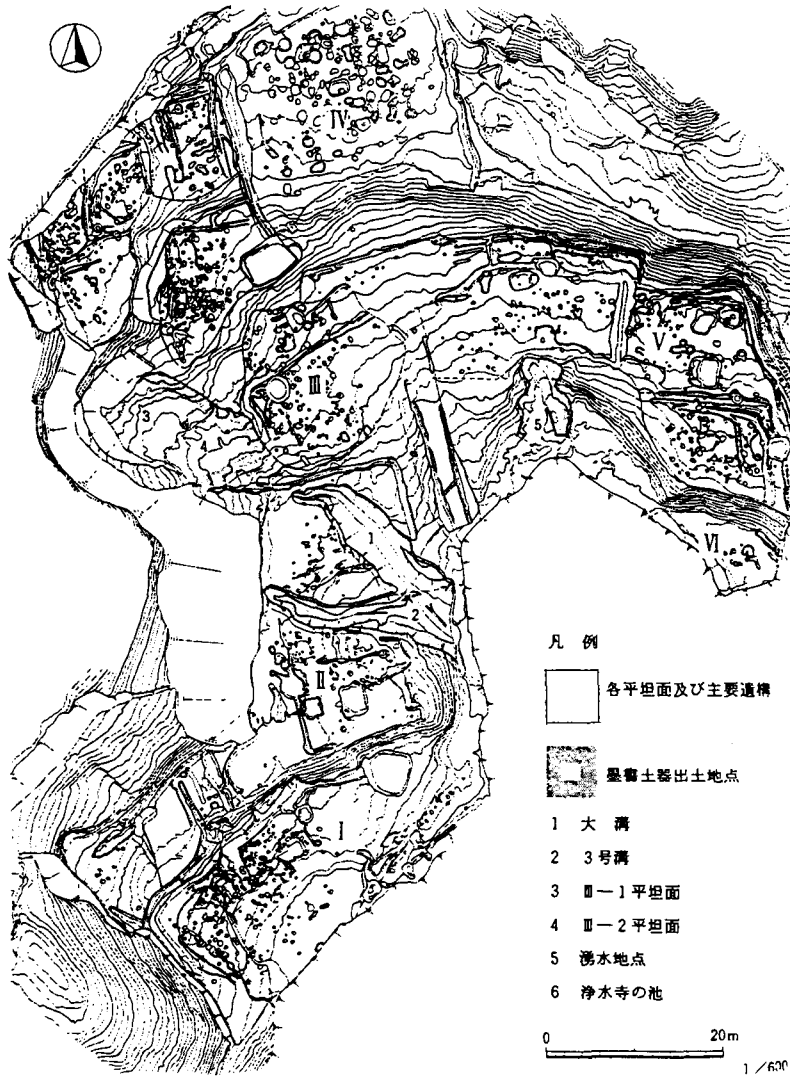 IV
V
III
3
4
5
VI
1
2
II
I
凡 例
各平坦面及び主要遺構
墨書土器出土地点
1 大 溝
2 3号溝
3 Ⅲ-1平坦面
4 Ⅲ-2平坦面
5 湧水地点
6 浄水寺の池
0 20m
1/600